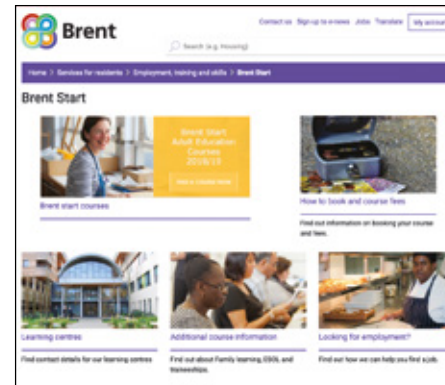 Brent
Contact us Sign-up to e-news Jobs Translate My account
Search (e.g. Housing)
Home > Services for residents > Employment, training and skills > Brent Start
Brent Start
Brent Start
Adult Education
Courses
2018/19
Brent start courses
How to book and course fees
Find out information on booking your course
and fees.
Learning centres
Find contact details for our learning centres
Additional course information
Find out about Family learning, ESOL and
traineeships.
Looking for employment?
Find out how we can help you find a job.